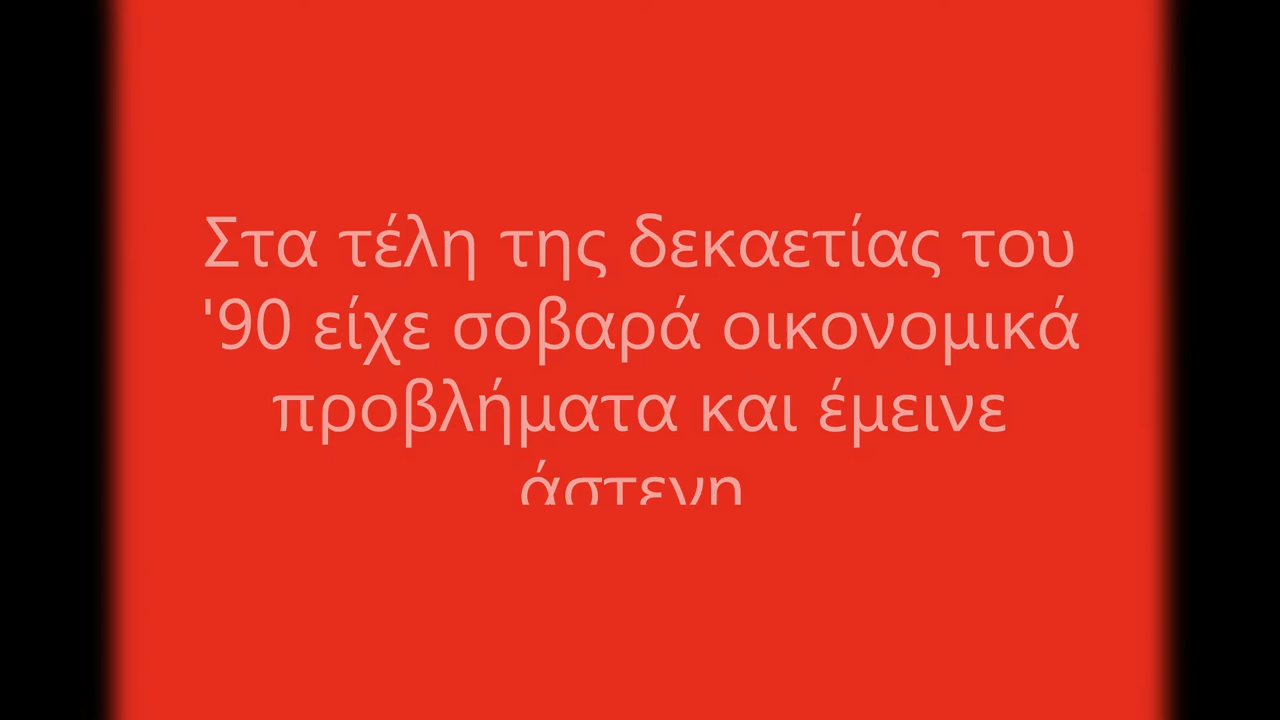 Στα τέλη της δεκαετίας του
'90 είχε σοβαρά οικονομικά
προβλήματα και έμεινε